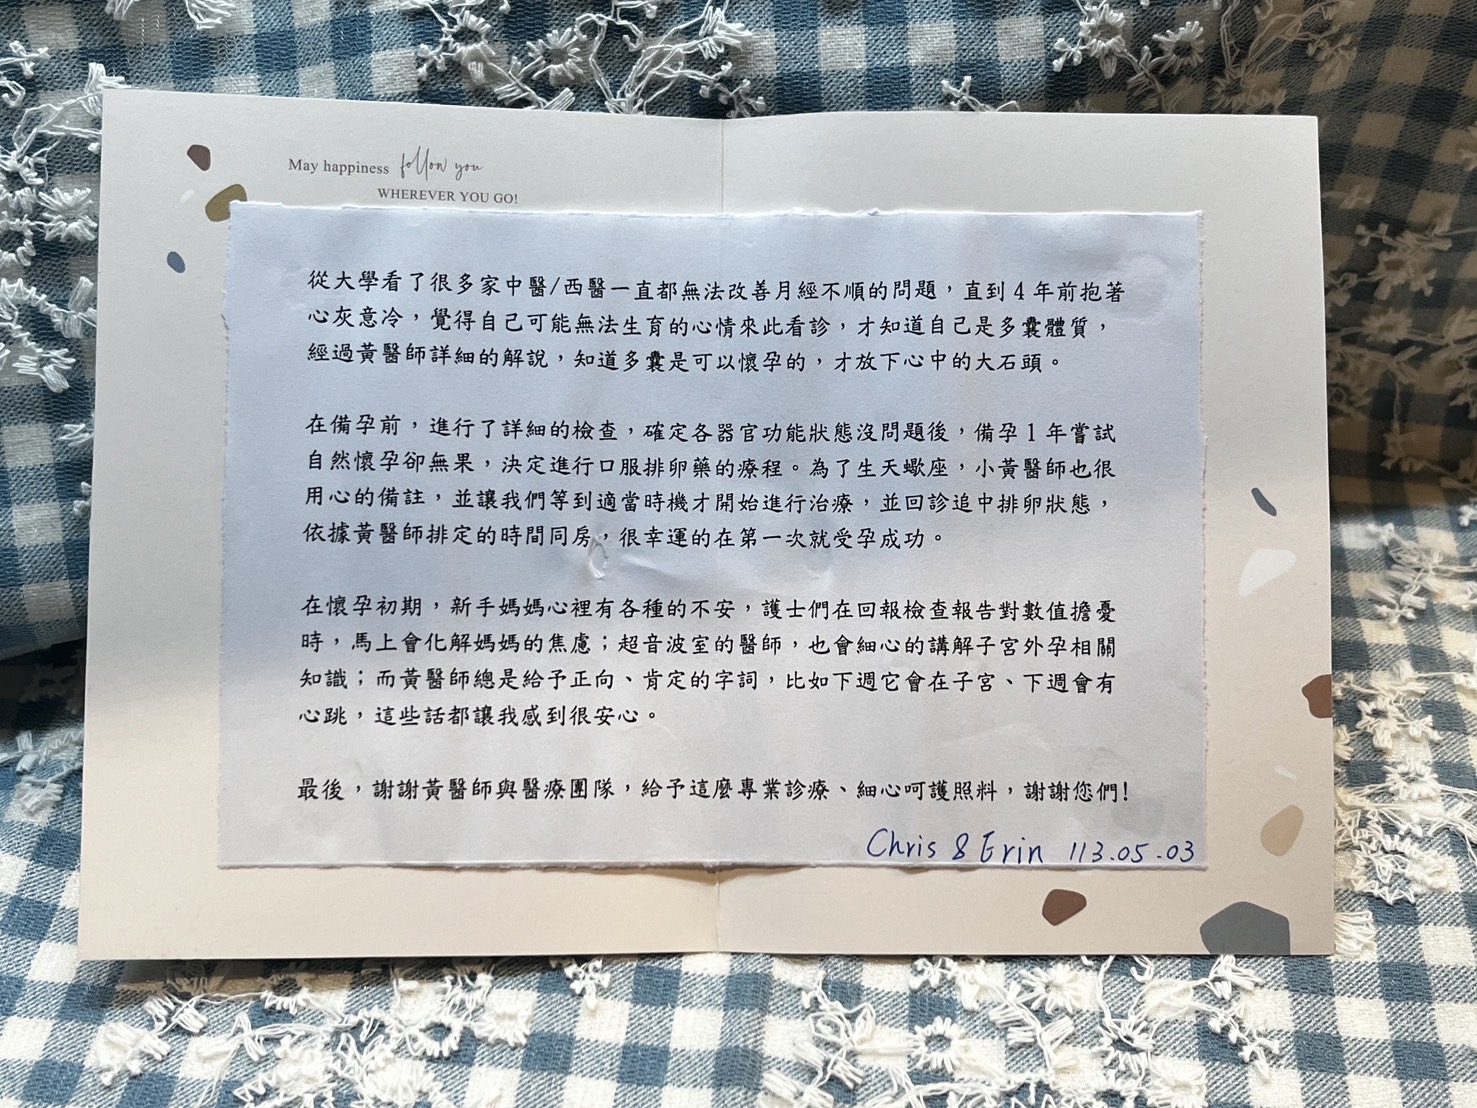 May happiness follow you
WHEREVER YOU GO!
從大學看了很多家中醫/西醫一直都無法改善月經不順的問題，直到 4 年前抱著
心灰意冷，覺得自己可能無法生育的心情來此看診，才知道自己是多囊體質，
經過黃醫師詳細的解說，知道多囊是可以懷孕的，才放下心中的大石頭。
在備孕前，進行了詳細的檢查，確定各器官功能狀態沒問題後，備孕 1 年嘗試
自然懷孕卻無果，決定進行口服排卵藥的療程。為了生天蠍座，小黃醫師也很
用心的備註，並讓我們等到適當時機才開始進行治療，並回診追中排卵狀態，
依據黃醫師排定的時間同房，很幸運的在第一次就受孕成功。
在懷孕初期，新手媽媽心裡有各種的不安，護士們在回報檢查報告對數值擔憂
時，馬上會化解媽媽的焦慮；超音波室的醫師，也會細心的講解子宮外孕相關
知識；而黃醫師總是給予正向、肯定的字詞，比如下週它會在子宮、下週會有
心跳，這些話都讓我感到很安心。
最後，謝謝黃醫師與醫療團隊，給予這麼專業診療、細心呵護照料，謝謝您們!
Chris & Erin 113.05.03